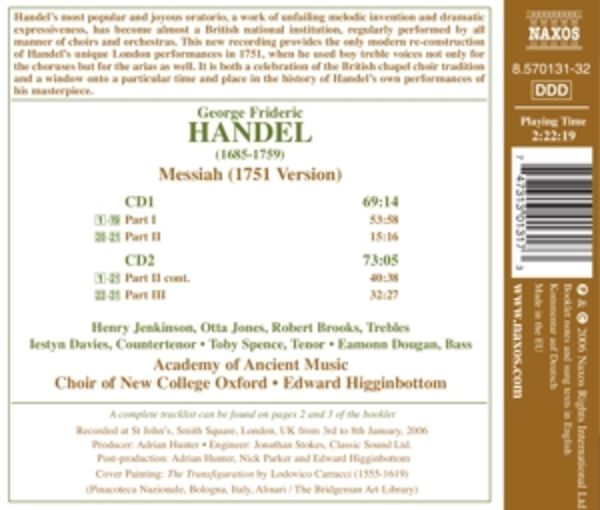 Handel's most popular and joyous oratorio, a work of unfailing melodic invention and dramatic
expressiveness, has become almost a British national institution, regularly performed by all
manner of choirs and orchestras. This new recording provides the only modern re-construction
of Handel's unique London performances in 1751, when he used boy treble voices not only for
the choruses but for the arias as well. It is both a celebration of the British chapel choir tradition
and a window onto a particular time and place in the history of Handel's own performances of
his masterpiece.
George Frideric
HANDEL
(1685-1759)
Messiah (1751 Version)
CD1 69:14
1-19 Part I 53:58
20-21 Part II 15:16
CD2 73:05
1-21 Part II cont. 40:38
22-31 Part III 32:27
Henry Jenkinson, Otta Jones, Robert Brooks, Trebles
Iestyn Davies, Countertenor • Toby Spence, Tenor • Eamonn Dougan, Bass
Academy of Ancient Music
Choir of New College Oxford • Edward Higginbottom
A complete tracklist can be found on pages 2 and 3 of the booklet
Recorded at St John's, Smith Square, London, UK from 3rd to 8th January, 2006
Producer: Adrian Hunter • Engineer: Jonathan Stokes, Classic Sound Ltd.
Post-production: Adrian Hunter, Nick Parker and Edward Higginbottom
Cover Painting: The Transfiguration by Lodovico Carracci (1555-1619)
(Pinacoteca Nazionale, Bologna, Italy, Alinari / The Bridgeman Art Library)
NAXOS
8.570131-32
DDD
Playing Time
2:22:19
7 47313 01317 3
℗ & © 2006 Naxos Rights International Ltd
Booklet notes and sung texts in English
Kommentar auf Deutsch
Made in the EU
www.naxos.com